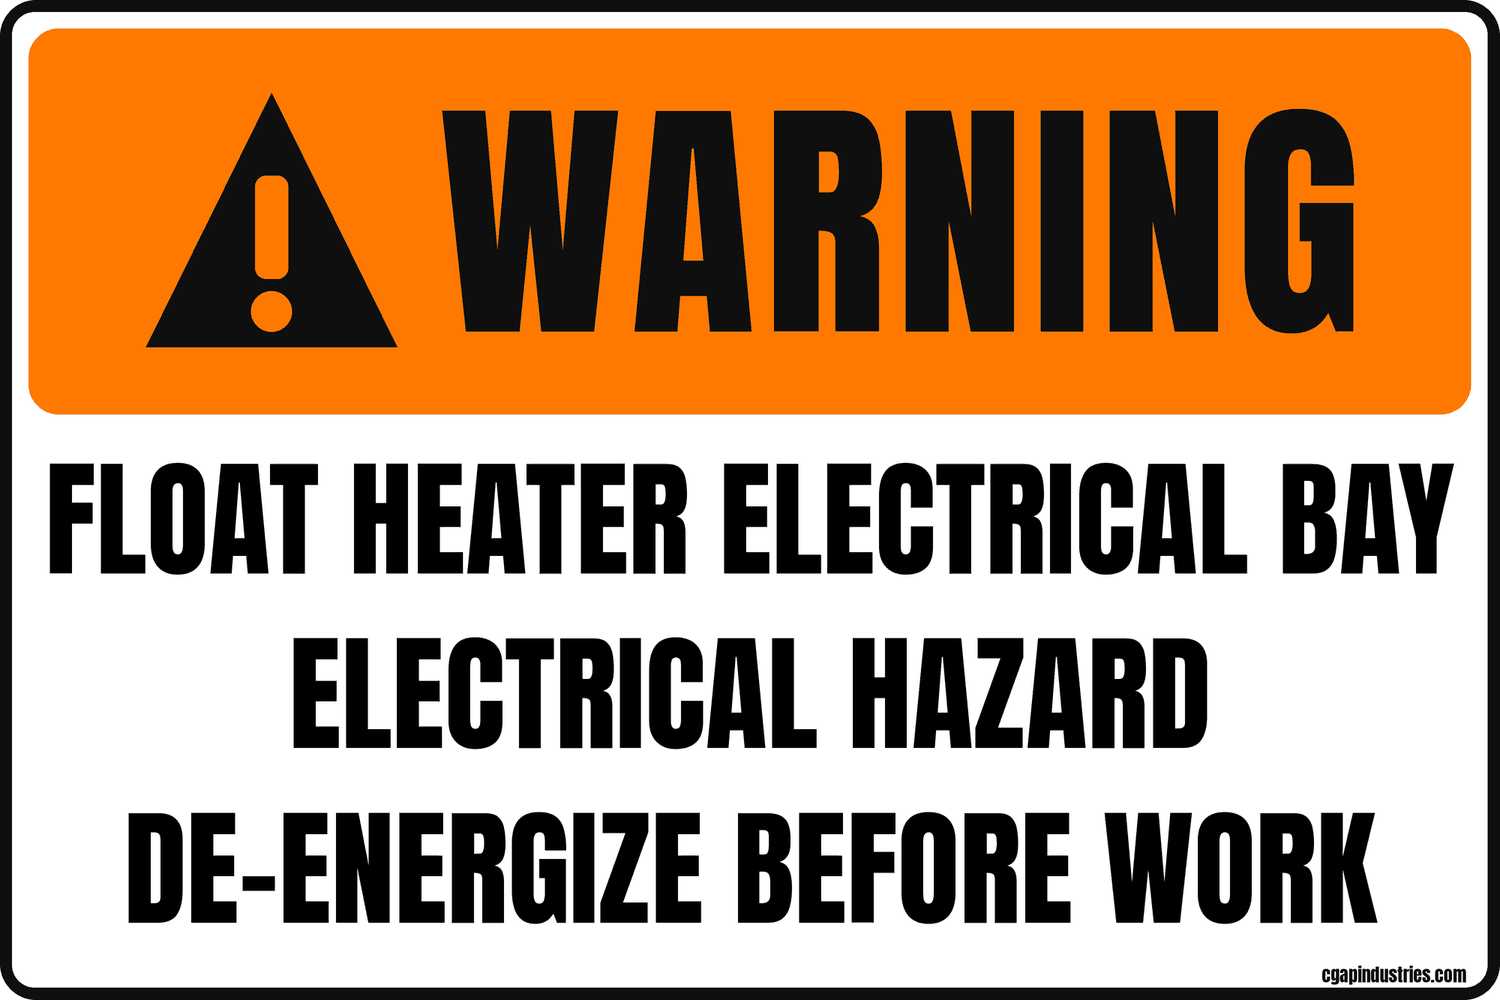 WARNING
FLOAT HEATER ELECTRICAL BAY
ELECTRICAL HAZARD
DE-ENERGIZE BEFORE WORK
cgapindustries.com